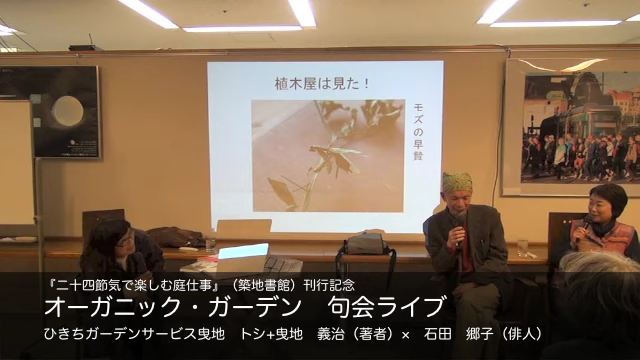 植木屋は見た！
モズの早贄
『二十四節気で楽しむ庭仕事』（築地書館）刊行記念
オーガニック・ガーデン　句会ライブ
ひきちガーデンサービス曳地　トシ+曳地　義治（著者）×　石田　郷子（俳人）